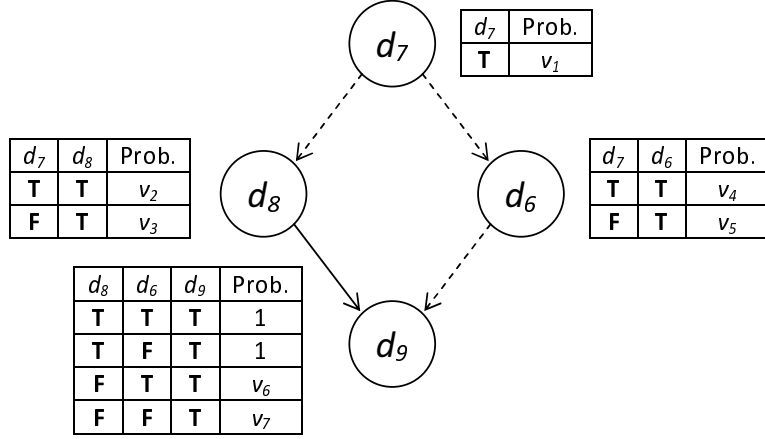 d₇
d₇ Prob.
T v₁
d₇ d₈ Prob.
T T v₂
F T v₃
d₈
d₆
d₇ d₆ Prob.
T T v₄
F T v₅
d₈ d₆ d₉ Prob.
T T T 1
T F T 1
F T T v₆
F F T v₇
d₉